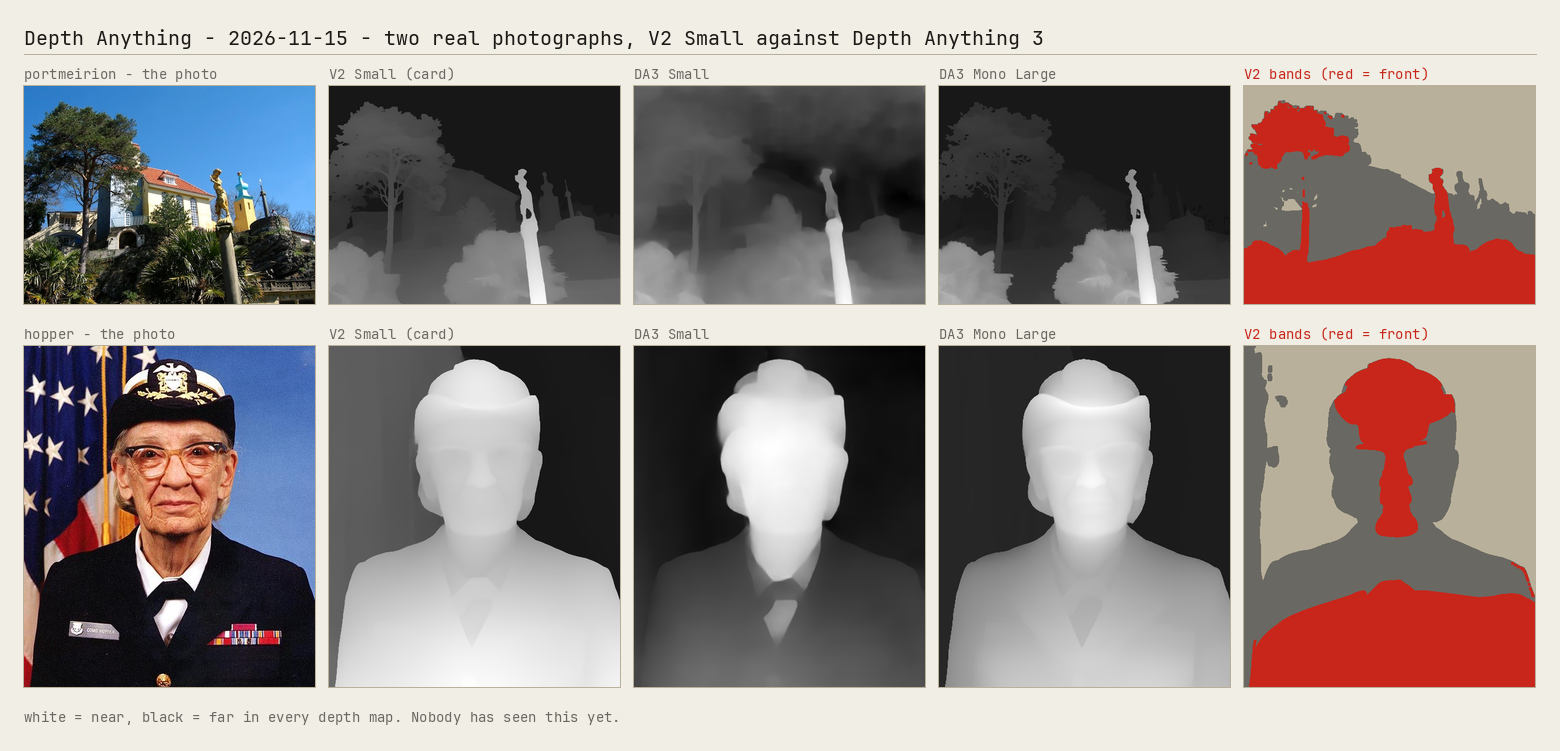 Depth Anything - 2026-11-15 - two real photographs, V2 Small against Depth Anything 3
portmeirion - the photo
V2 Small (card)
DA3 Small
DA3 Mono Large
V2 bands (red = front)
hopper - the photo
V2 Small (card)
DA3 Small
DA3 Mono Large
V2 bands (red = front)
white = near, black = far in every depth map. Nobody has seen this yet.